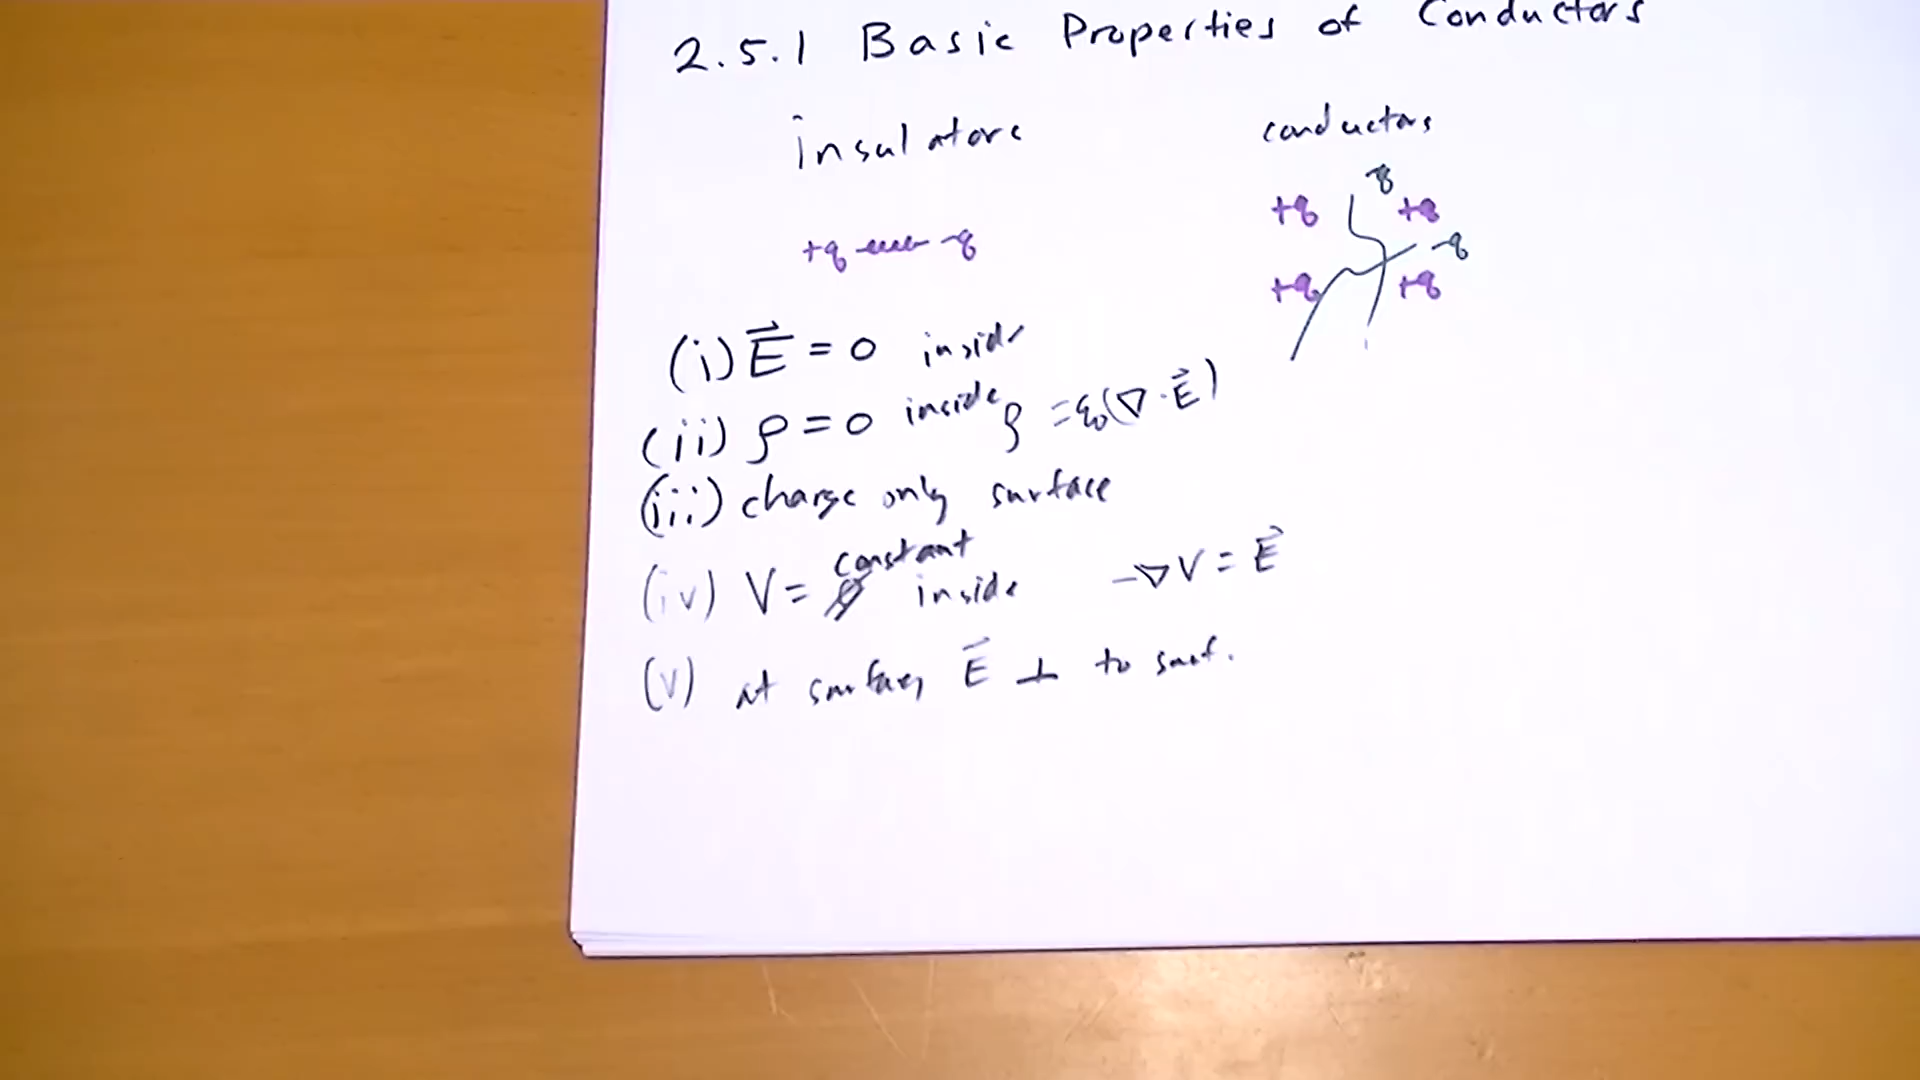 2.5.1 Basic Properties of Conductors
insulators conductors
-q
+q +q
+q -q -q
+q +q
(i) E⃗ = 0 inside
(ii) ρ = 0 inside ρ = ε₀(∇ · E⃗)
(iii) charge only surface
constant
(iv) V = inside -∇V = E⃗
(v) at surface, E⃗ ⊥ to surf.